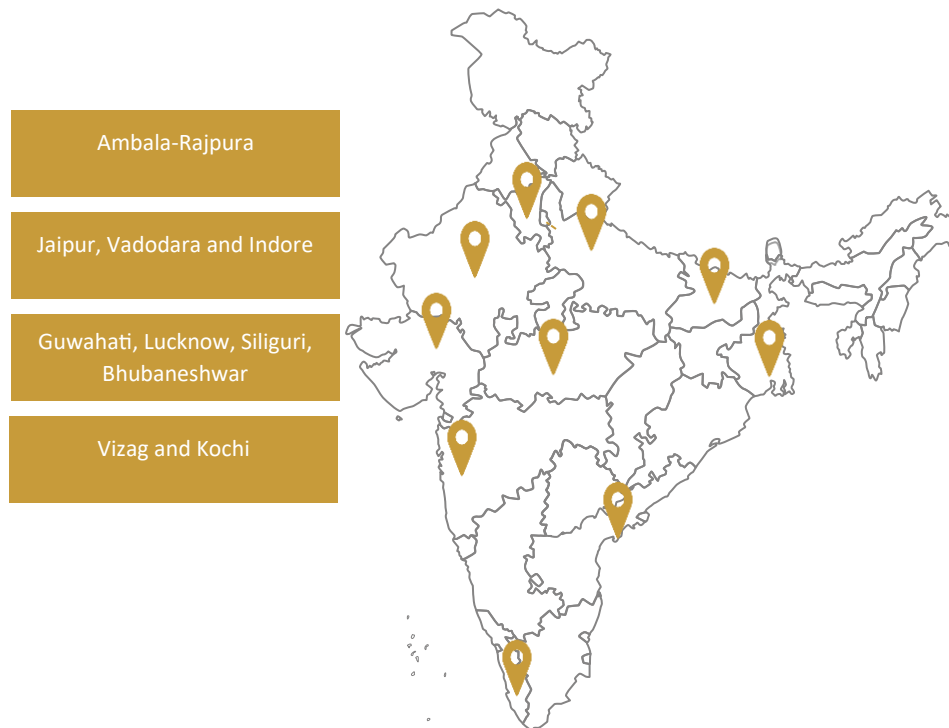 Ambala-Rajpura
Jaipur, Vadodara and Indore
Guwahati, Lucknow, Siliguri,
Bhubaneshwar
Vizag and Kochi